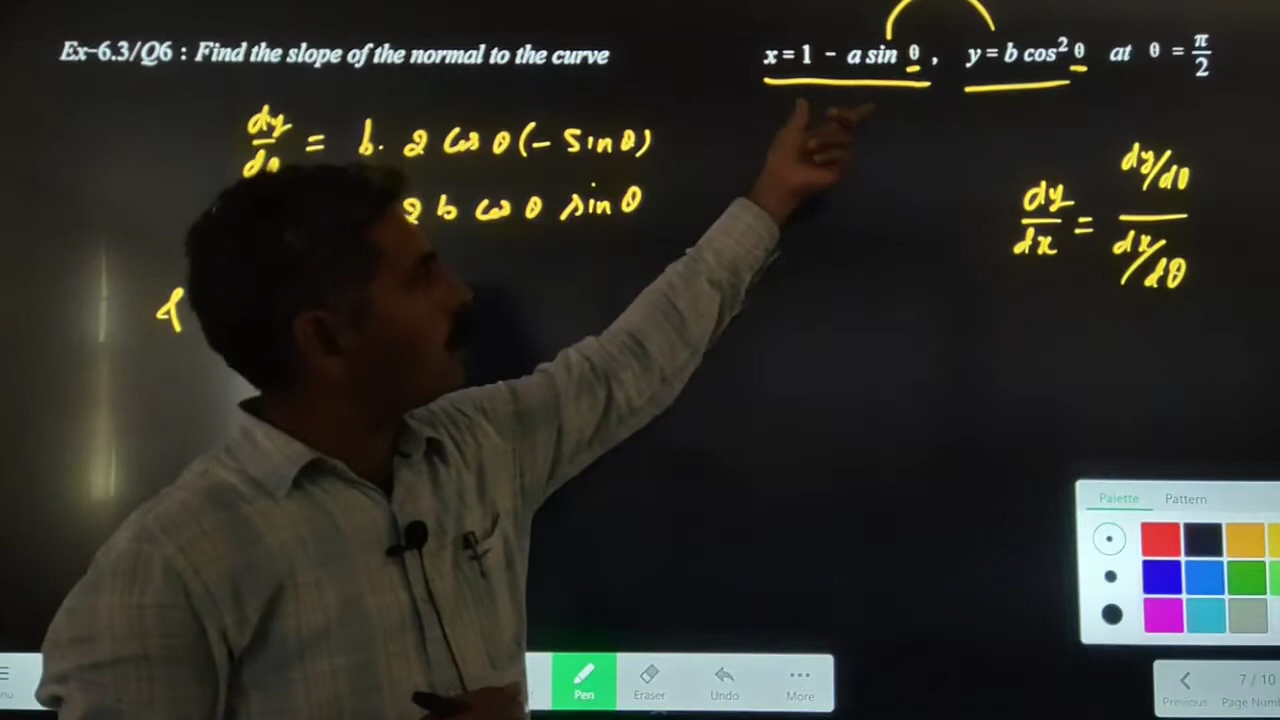 Ex-6.3/Q6 : Find the slope of the normal to the curve x = 1 - a sin θ , y = b cos² θ at θ = π/2
dy/dθ = b. 2 cos θ (- sin θ)
2 b cos θ sin θ
dy/dx = dy/dθ / dx/dθ
Palette Pattern
Pen Eraser Undo More
7 / 10
Previous Page Num